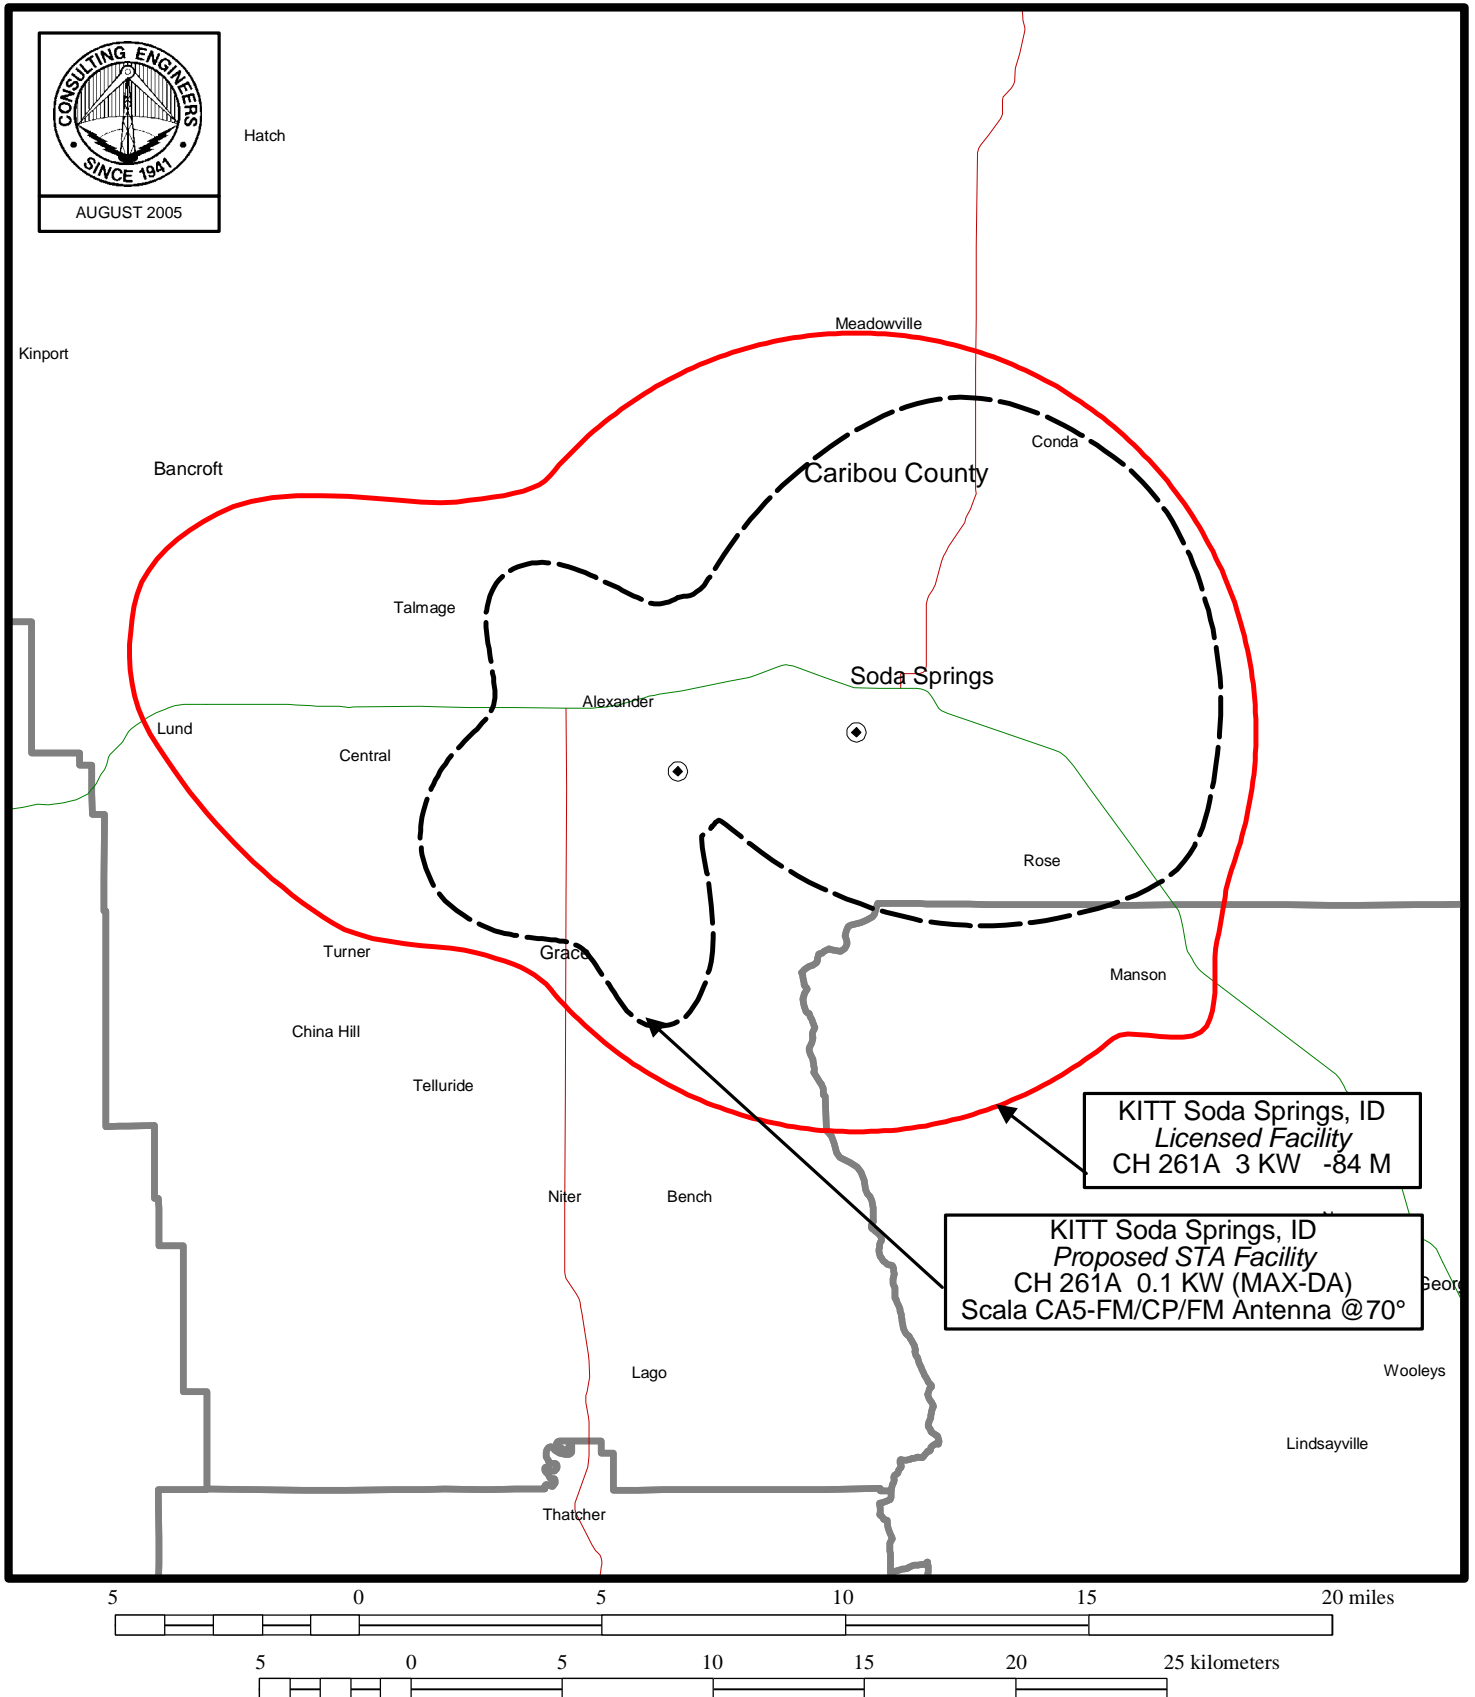 CONSULTING ENGINEERS
SINCE 1941
AUGUST 2005
Hatch
Meadowville
Kinport
Conda
Bancroft
Caribou County
Talmage
Soda Springs
Alexander
Lund
Central
Rose
Turner
Grace
Manson
China Hill
Telluride
KITT Soda Springs, ID
Licensed Facility
CH 261A 3 KW -84 M
Niter
Bench
KITT Soda Springs, ID
Proposed STA Facility
CH 261A 0.1 KW (MAX-DA)
Scala CA5-FM/CP/FM Antenna @70°
Geor
Lago
Wooleys
Lindsayville
Thatcher
5 0 5 10 15 20 miles
5 0 5 10 15 20 25 kilometers